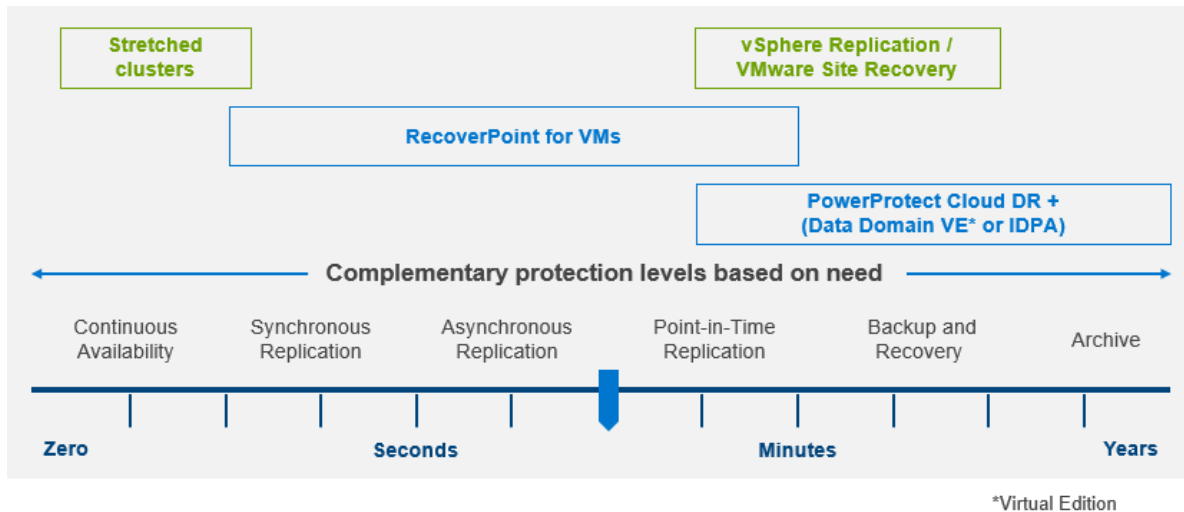 Stretched
clusters
vSphere Replication /
VMware Site Recovery
RecoverPoint for VMs
PowerProtect Cloud DR +
(Data Domain VE* or IDPA)
Complementary protection levels based on need
Continuous
Availability
Synchronous
Replication
Asynchronous
Replication
Point-in-Time
Replication
Backup and
Recovery
Archive
Zero
Seconds
Minutes
Years
*Virtual Edition